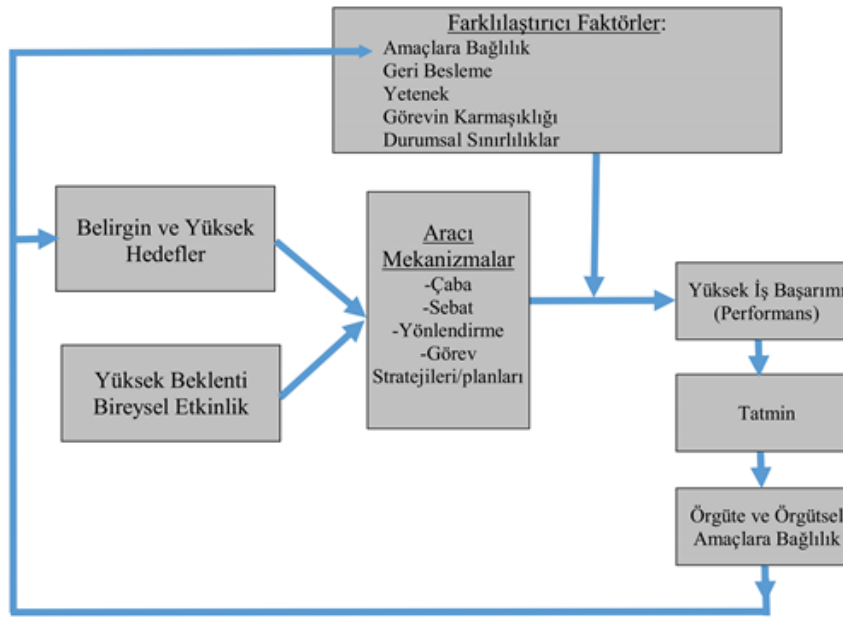 Farklılaştırıcı Faktörler:
Amaçlara Bağlılık
Geri Besleme
Yetenek
Görevin Karmaşıklığı
Durumsal Sınırlılıklar
Belirgin ve Yüksek
Hedefler
Yüksek Beklenti
Bireysel Etkinlik
Aracı
Mekanizmalar
-Çaba
-Sebat
-Yönlendirme
-Görev
Stratejileri/planları
Yüksek İş Başarımı
(Performans)
Tatmin
Örgüte ve Örgütsel
Amaçlara Bağlılık